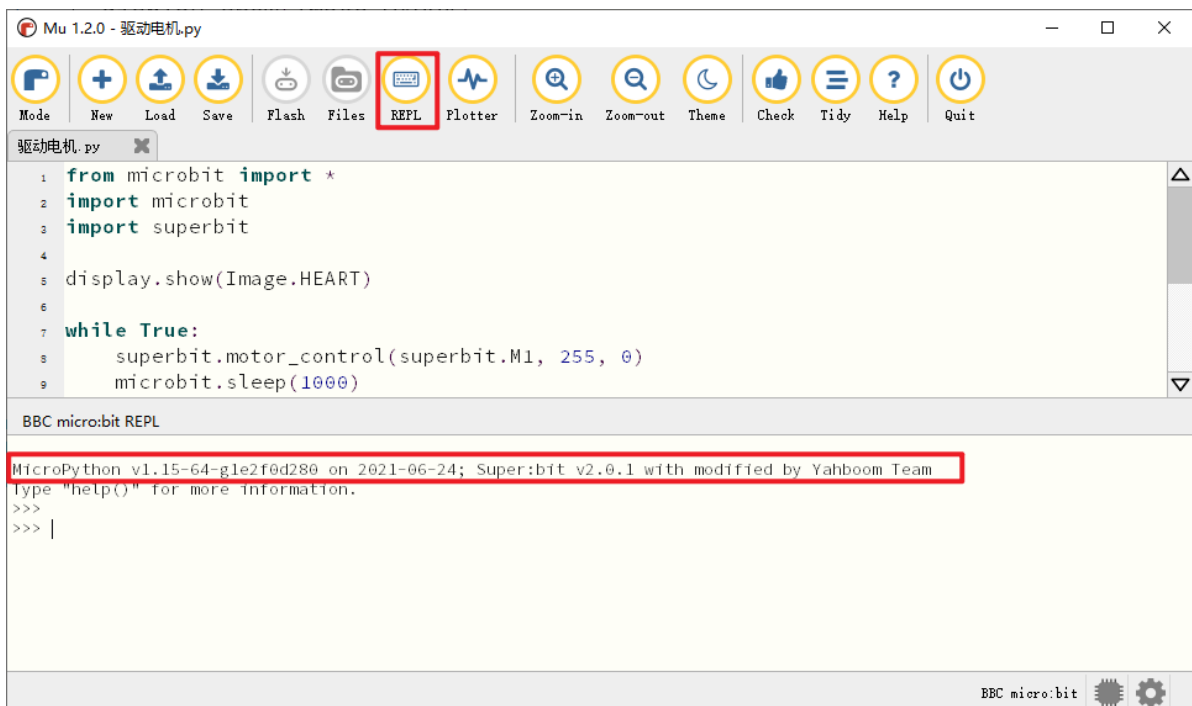 Mu 1.2.0 - 驱动电机.py
Mode New Load Save Flash Files REPL Plotter Zoom-in Zoom-out Theme Check Tidy Help Quit
驱动电机.py
1 from microbit import *
2 import microbit
3 import superbit
4
5 display.show(Image.HEART)
6
7 while True:
8 superbit.motor_control(superbit.M1, 255, 0)
9 microbit.sleep(1000)
BBC micro:bit REPL
MicroPython v1.15-64-g1e2f0d280 on 2021-06-24; Super:bit v2.0.1 with modified by Yahboom Team
Type "help()" for more information.
>>>
>>>
BBC micro:bit